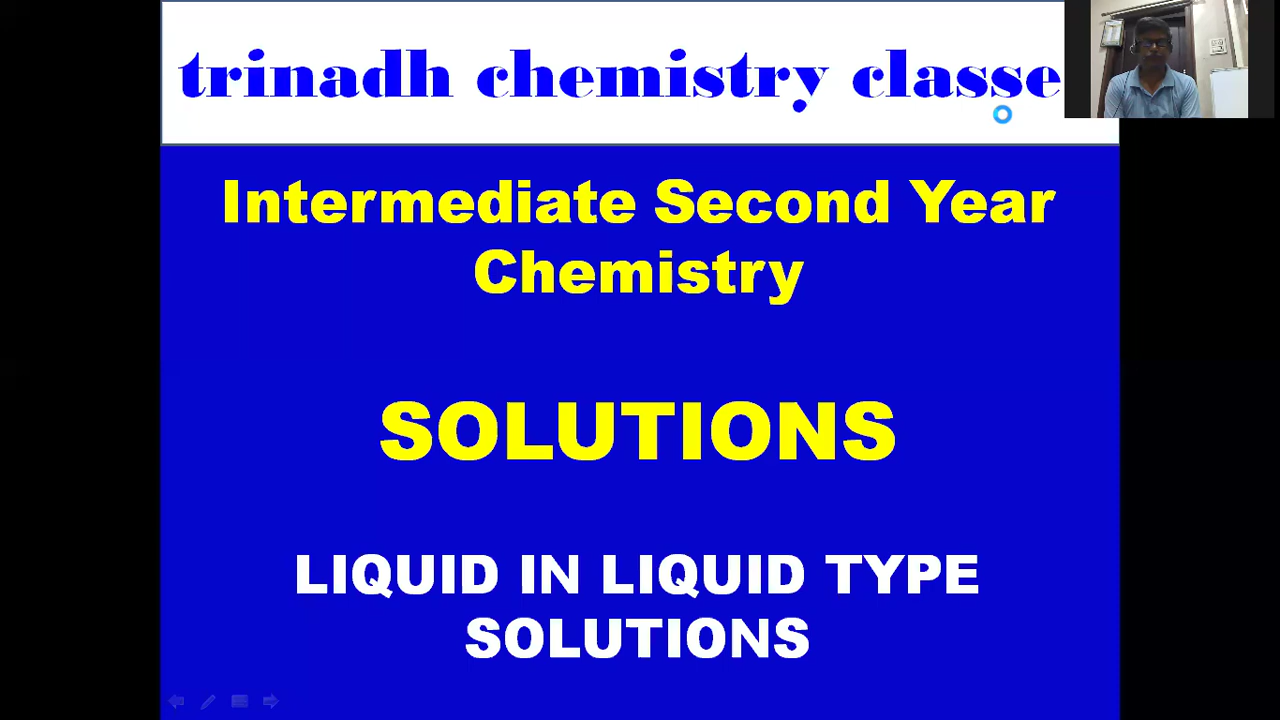 trinadh chemistry classe
Intermediate Second Year
Chemistry
SOLUTIONS
LIQUID IN LIQUID TYPE
SOLUTIONS